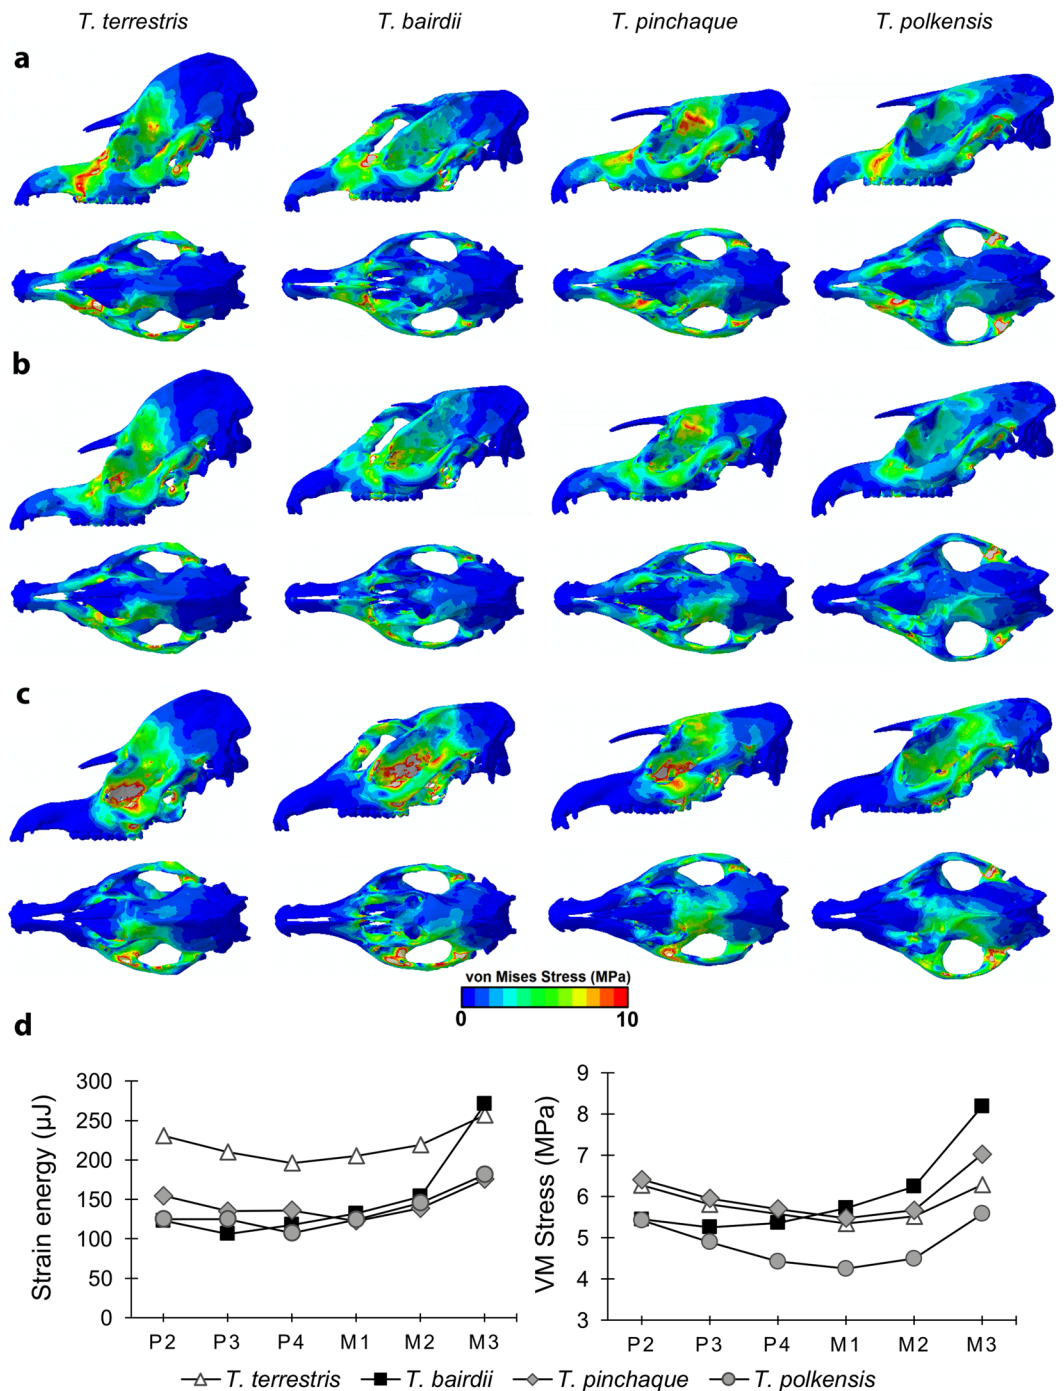 T. terrestris T. bairdii T. pinchaque T. polkensis
a
b
c
von Mises Stress (MPa)
0 10
d
Strain energy (µJ)
300
250
200
150
100
50
0
P2 P3 P4 M1 M2 M3
VM Stress (MPa)
9
8
7
6
5
4
3
P2 P3 P4 M1 M2 M3
T. terrestris T. bairdii T. pinchaque T. polkensis